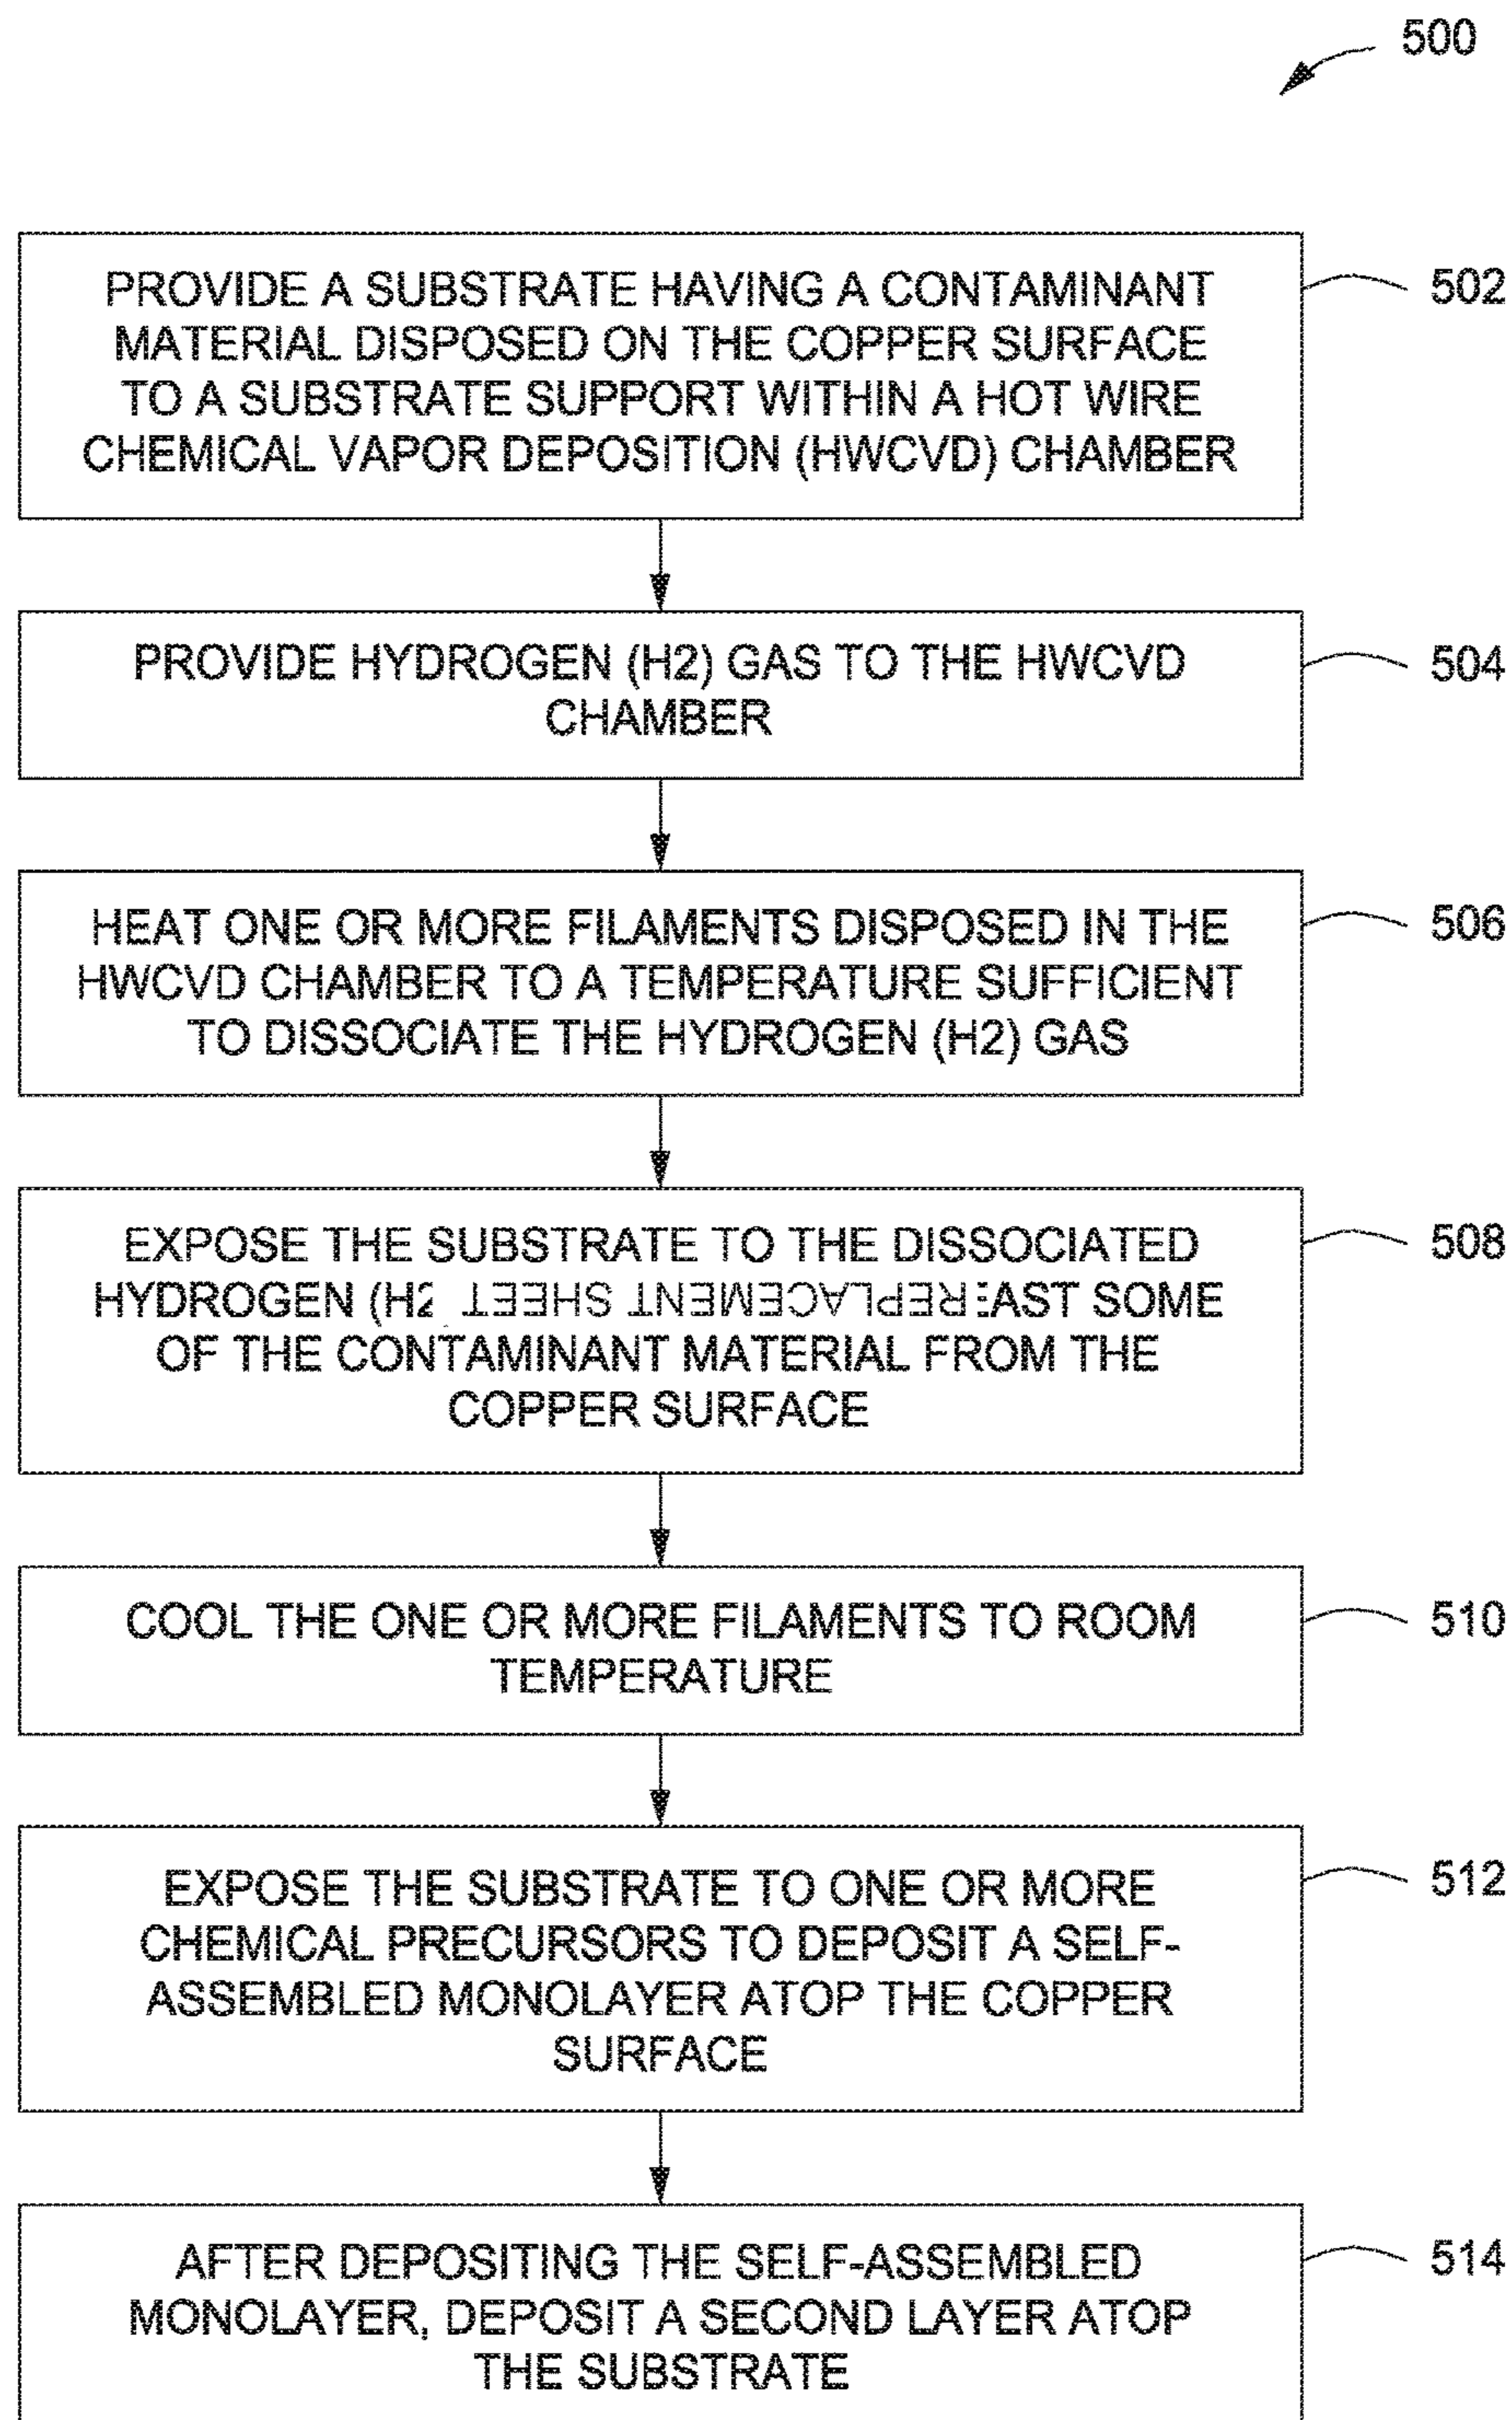 500
PROVIDE A SUBSTRATE HAVING A CONTAMINANT
MATERIAL DISPOSED ON THE COPPER SURFACE
TO A SUBSTRATE SUPPORT WITHIN A HOT WIRE
CHEMICAL VAPOR DEPOSITION (HWCVD) CHAMBER
502
PROVIDE HYDROGEN (H2) GAS TO THE HWCVD
CHAMBER
504
HEAT ONE OR MORE FILAMENTS DISPOSED IN THE
HWCVD CHAMBER TO A TEMPERATURE SUFFICIENT
TO DISSOCIATE THE HYDROGEN (H2) GAS
506
EXPOSE THE SUBSTRATE TO THE DISSOCIATED
HYDROGEN REPLACEMENT SHEET SOME
OF THE CONTAMINANT MATERIAL FROM THE
COPPER SURFACE
508
COOL THE ONE OR MORE FILAMENTS TO ROOM
TEMPERATURE
510
EXPOSE THE SUBSTRATE TO ONE OR MORE
CHEMICAL PRECURSORS TO DEPOSIT A SELF-
ASSEMBLED MONOLAYER ATOP THE COPPER
SURFACE
512
AFTER DEPOSITING THE SELF-ASSEMBLED
MONOLAYER, DEPOSIT A SECOND LAYER ATOP
THE SUBSTRATE
514